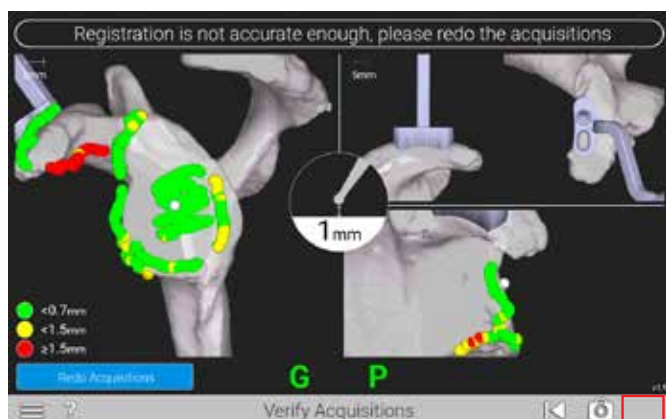 Registration is not accurate enough, please redo the acquisitions
5mm
1mm
<0.7mm
<1.5mm
≥1.5mm
Redo Acquisitions
G P
Verify Acquisitions